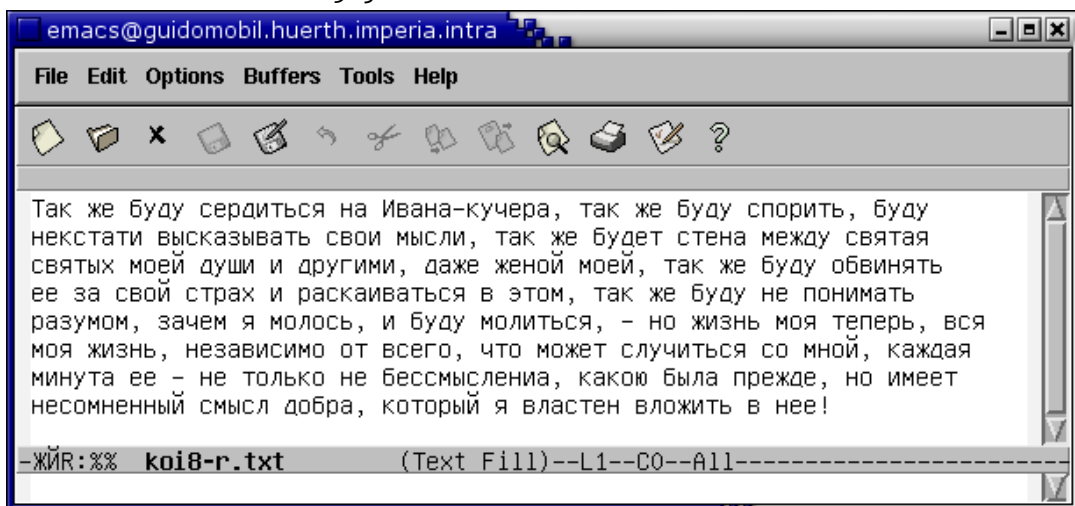 emacs@guidomobil.huerth.imperia.intra
File Edit Options Buffers Tools Help
Так же буду сердиться на Ивана-кучера, так же буду спорить, буду
некстати высказывать свои мысли, так же будет стена между святая
святых моей души и другими, даже женой моей, так же буду обвинять
ее за свой страх и раскаиваться в этом, так же буду не понимать
разумом, зачем я молось, и буду молиться, - но жизнь моя теперь, вся
моя жизнь, независимо от всего, что может случиться со мной, каждая
минута ее - не только не бессмыслениа, какою была прежде, но имеет
несомненный смысл добра, который я властен вложить в нее!
-ЖЙR:%% koi8-r.txt (Text Fill)--L1--C0--All------------------------